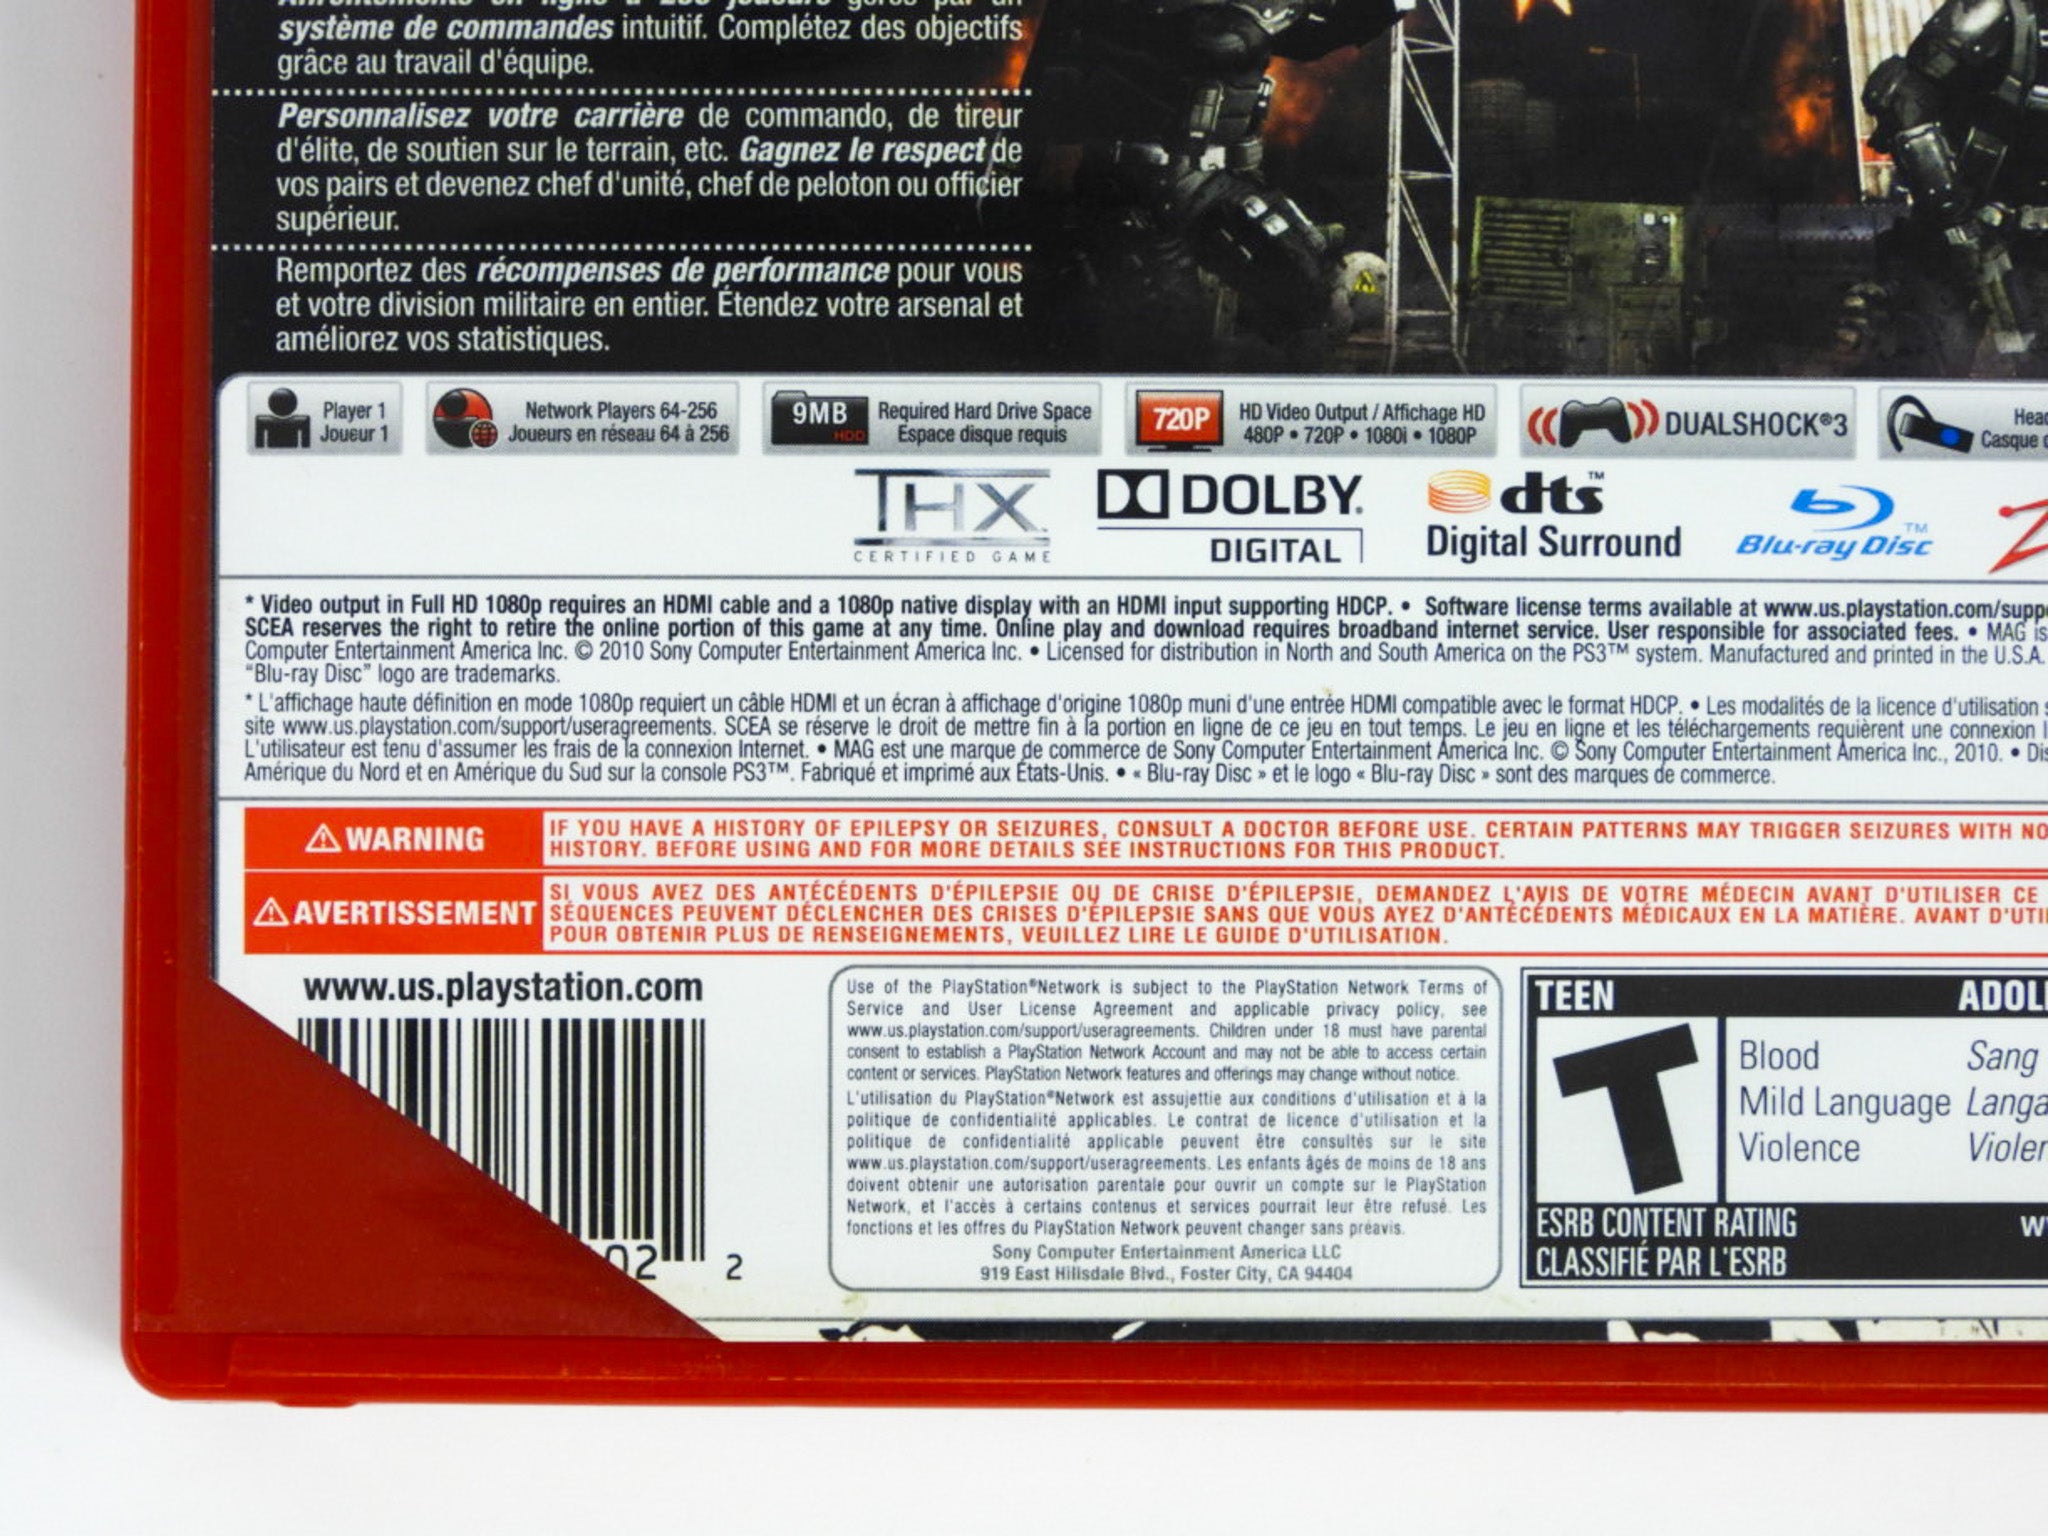 Affrontements en ligne à 256 joueurs gérés par un
système de commandes intuitif. Complétez des objectifs
grâce au travail d'équipe.
Personnalisez votre carrière de commando, de tireur
d'élite, de soutien sur le terrain, etc. Gagnez le respect de
vos pairs et devenez chef d'unité, chef de peloton ou officier
supérieur.
Remportez des récompenses de performance pour vous
et votre division militaire en entier. Étendez votre arsenal et
améliorez vos statistiques.
Player 1
Joueur 1
Network Players 64-256
Joueurs en réseau 64 à 256
9MB
HDD
Required Hard Drive Space
Espace disque requis
720P
HD Video Output / Affichage HD
480P • 720P • 1080i • 1080P
DUALSHOCK®3
Casque
THX
CERTIFIED GAME
DOLBY®
DIGITAL
dts™
Digital Surround
Blu-ray Disc™
* Video output in Full HD 1080p requires an HDMI cable and a 1080p native display with an HDMI input supporting HDCP. • Software license terms available at www.us.playstation.com/supp
SCEA reserves the right to retire the online portion of this game at any time. Online play and download requires broadband internet service. User responsible for associated fees. • MAG is
Computer Entertainment America Inc. © 2010 Sony Computer Entertainment America Inc. • Licensed for distribution in North and South America on the PS3™ system. Manufactured and printed in the U.S.A.
“Blu-ray Disc” logo are trademarks.
* L'affichage haute définition en mode 1080p requiert un câble HDMI et un écran à affichage d'origine 1080p muni d'une entrée HDMI compatible avec le format HDCP. • Les modalités de la licence d'utilisation
site www.us.playstation.com/support/useragreements. SCEA se réserve le droit de mettre fin à la portion en ligne de ce jeu en tout temps. Le jeu en ligne et les téléchargements requièrent une connexion
L'utilisateur est tenu d'assumer les frais de la connexion Internet. • MAG est une marque de commerce de Sony Computer Entertainment America Inc. © Sony Computer Entertainment America Inc., 2010. •
Amérique du Nord et en Amérique du Sud sur la console PS3™. Fabriqué et imprimé aux États-Unis. • « Blu-ray Disc » et le logo « Blu-ray Disc » sont des marques de commerce.
WARNING
IF YOU HAVE A HISTORY OF EPILEPSY OR SEIZURES, CONSULT A DOCTOR BEFORE USE. CERTAIN PATTERNS MAY TRIGGER SEIZURES WITH NO
HISTORY. BEFORE USING AND FOR MORE DETAILS SEE INSTRUCTIONS FOR THIS PRODUCT.
AVERTISSEMENT
SI VOUS AVEZ DES ANTÉCÉDENTS D'ÉPILEPSIE OU DE CRISE D'ÉPILEPSIE, DEMANDEZ L'AVIS DE VOTRE MÉDECIN AVANT D'UTILISER CE
SÉQUENCES PEUVENT DÉCLENCHER DES CRISES D'ÉPILEPSIE SANS QUE VOUS AYEZ D'ANTÉCÉDENTS MÉDICAUX EN LA MATIÈRE. AVANT D'UTI
POUR OBTENIR PLUS DE RENSEIGNEMENTS, VEUILLEZ LIRE LE GUIDE D'UTILISATION.
www.us.playstation.com
02 2
Use of the PlayStation®Network is subject to the PlayStation Network Terms of
Service and User License Agreement and applicable privacy policy, see
www.us.playstation.com/support/useragreements. Children under 18 must have parental
consent to establish a PlayStation Network Account and may not be able to access certain
content or services. PlayStation Network features and offerings may change without notice.
L'utilisation du PlayStation®Network est assujettie aux conditions d'utilisation et à la
politique de confidentialité applicables. Le contrat de licence d'utilisation et la
politique de confidentialité applicable peuvent être consultés sur le site
www.us.playstation.com/support/useragreements. Les enfants âgés de moins de 18 ans
doivent obtenir une autorisation parentale pour ouvrir un compte sur le PlayStation
Network, et l'accès à certains contenus et services pourrait leur être refusé. Les
fonctions et les offres du PlayStation Network peuvent changer sans préavis.
Sony Computer Entertainment America LLC
919 East Hillsdale Blvd., Foster City, CA 94404
TEEN ADOL
T
Blood Sang
Mild Language Langa
Violence Violen
ESRB CONTENT RATING
CLASSIFIÉ PAR L'ESRB